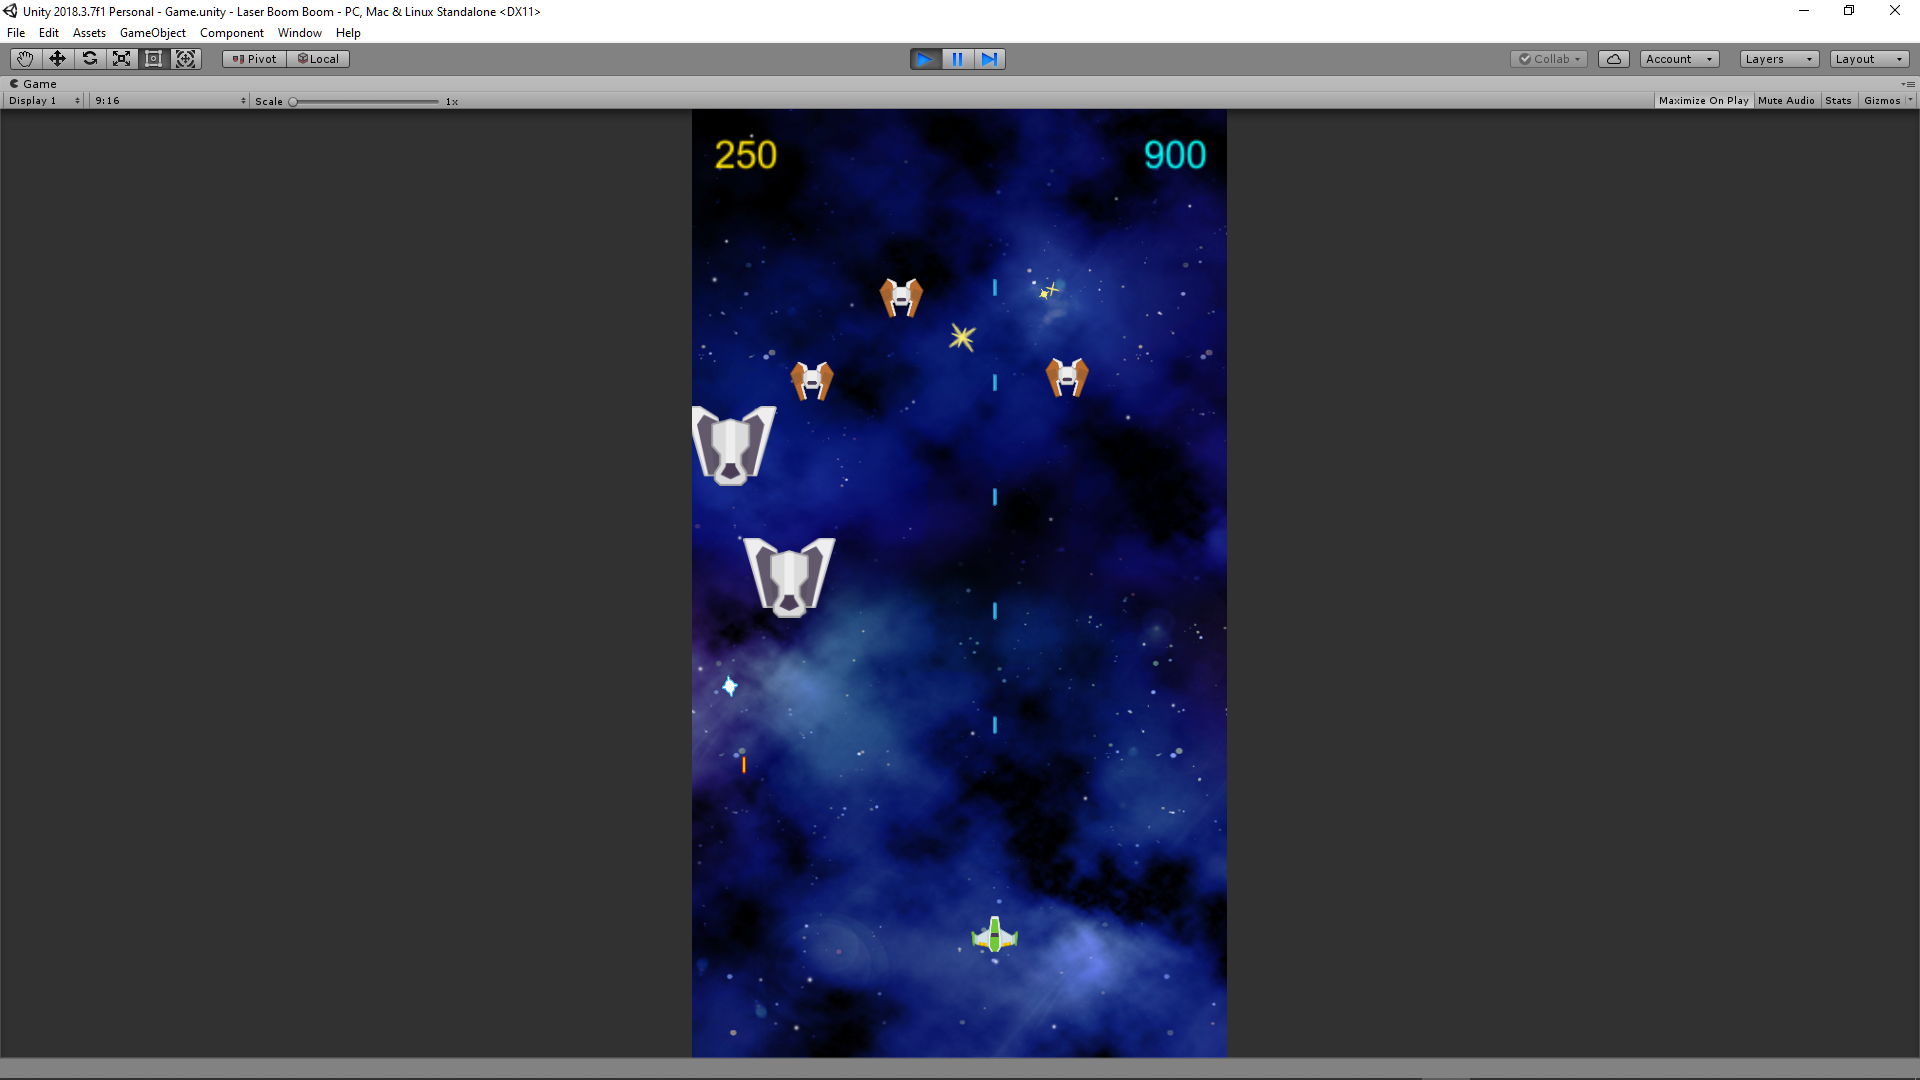 Unity 2018.3.7f1 Personal - Game.unity - Laser Boom Boom - PC, Mac & Linux Standalone <DX11>
File Edit Assets GameObject Component Window Help
Pivot Local Collab Account Layers Layout
Game
Display 1 9:16 Scale 1x Maximize On Play Mute Audio Stats Gizmos
250 900